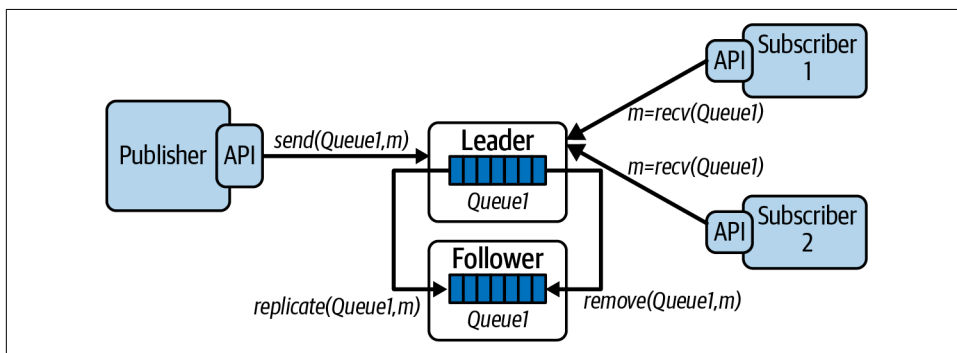 Publisher
API
send(Queue1,m)
Leader
Queue1
Follower
Queue1
replicate(Queue1,m)
remove(Queue1,m)
API
Subscriber
1
m=recv(Queue1)
m=recv(Queue1)
API
Subscriber
2